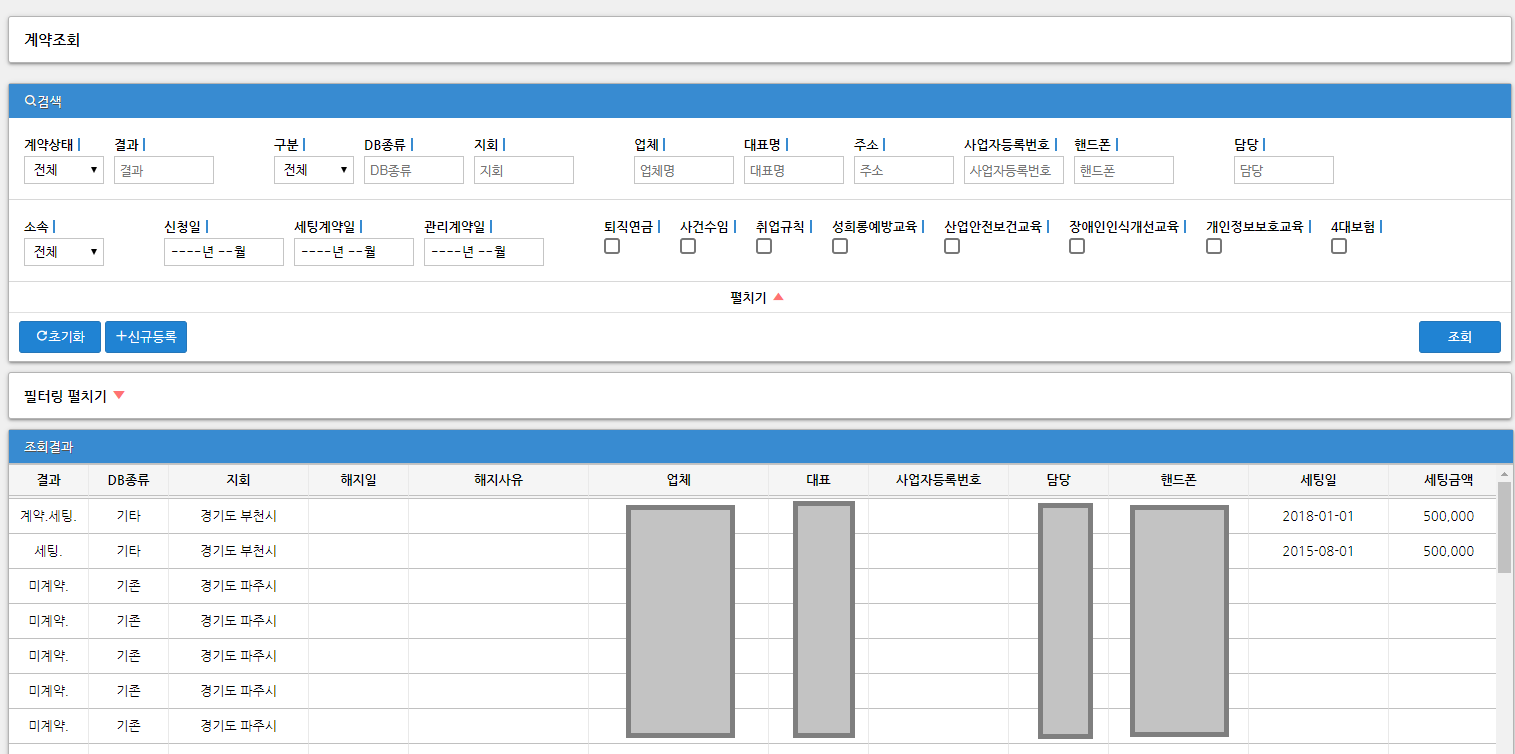 계약조회
검색
계약상태 결과 구분 DB종류 지회 업체 대표명 주소 사업자등록번호 핸드폰 담당
전체 결과 전체 DB종류 지회 업체명 대표명 주소 사업자등록번호 핸드폰 담당
소속 신청일 세팅계약일 관리계약일 퇴직연금 사건수임 취업규칙 성희롱예방교육 산업안전보건교육 장애인인식개선교육 개인정보보호교육 4대보험
전체 ----년 --월 ----년 --월 ----년 --월
펼치기
초기화 +신규등록 조회
필터링 펼치기
조회결과
결과 DB종류 지회 해지일 해지사유 업체 대표 사업자등록번호 담당 핸드폰 세팅일 세팅금액
계약.세팅. 기타 경기도 부천시 2018-01-01 500,000
세팅. 기타 경기도 부천시 2015-08-01 500,000
미계약. 기존 경기도 파주시
미계약. 기존 경기도 파주시
미계약. 기존 경기도 파주시
미계약. 기존 경기도 파주시
미계약. 기존 경기도 파주시